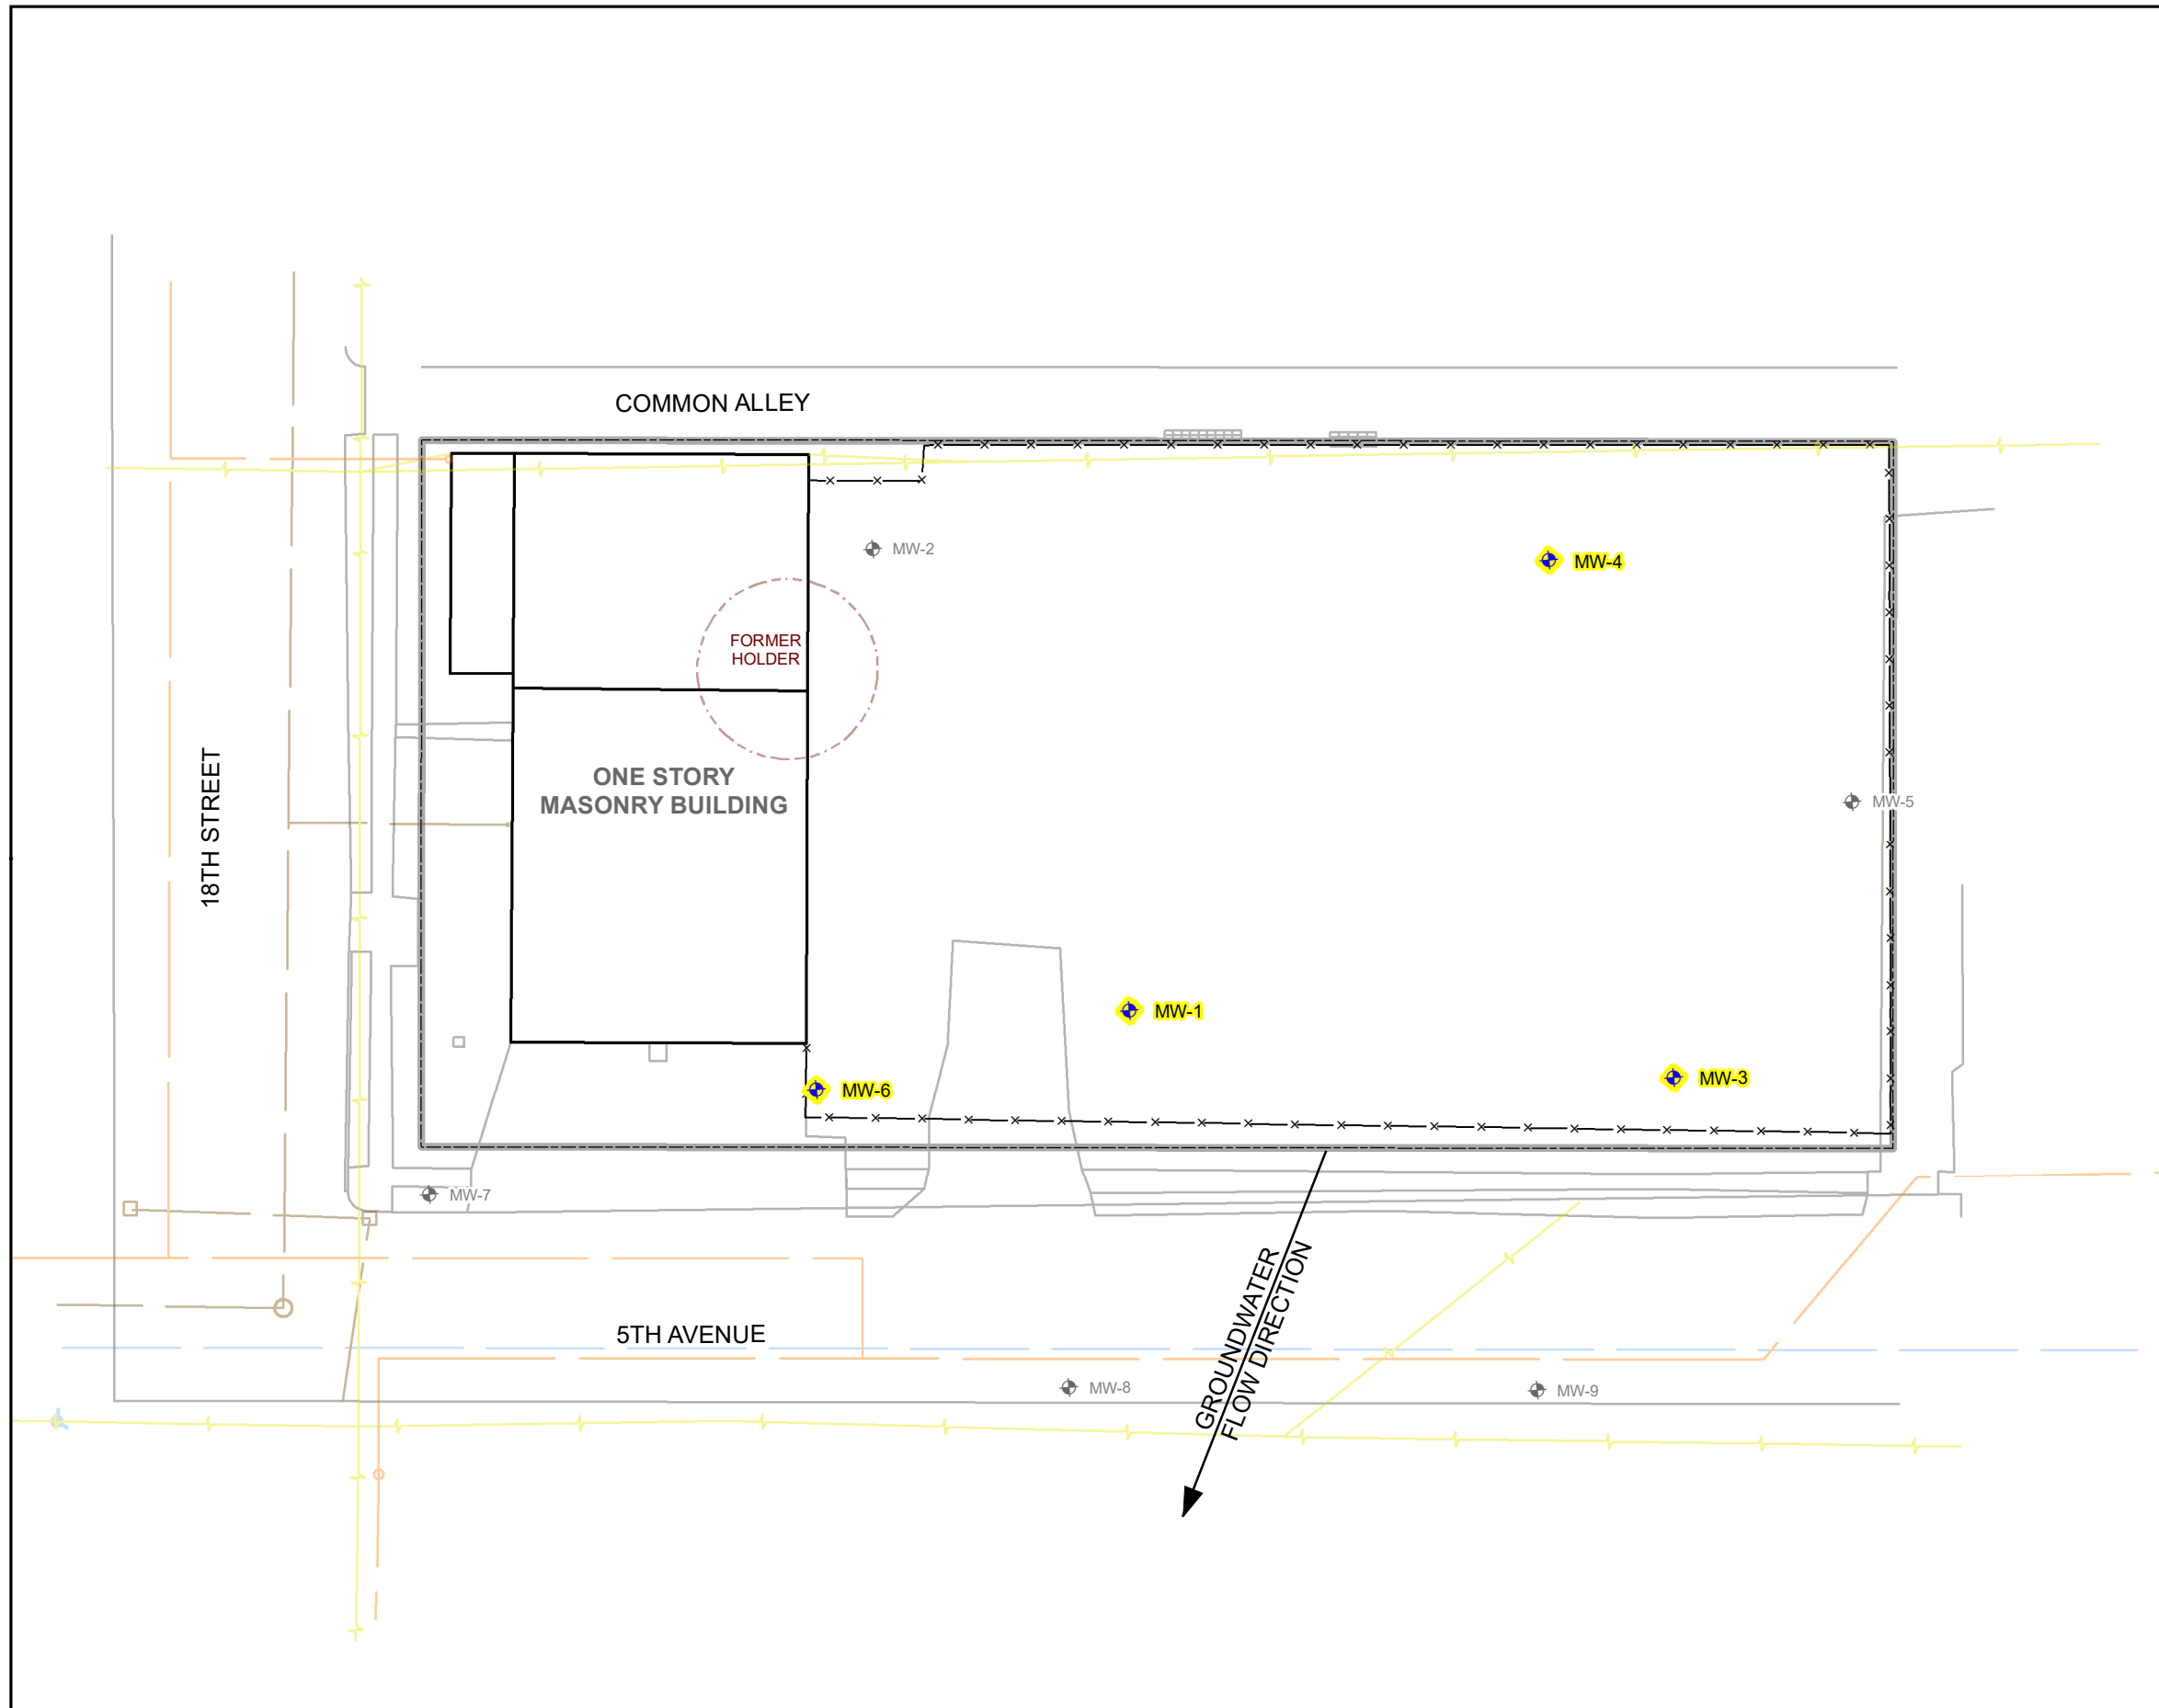 COMMON ALLEY
MW-2
MW-4
FORMER
HOLDER
ONE STORY
MASONRY BUILDING
MW-5
18TH STREET
MW-1
MW-3
MW-6
MW-7
GROUNDWATER
FLOW DIRECTION
5TH AVENUE
MW-8
MW-9